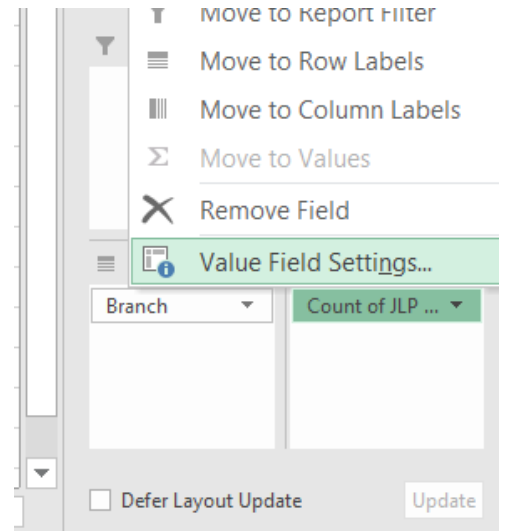 Move to Report Filter
Move to Row Labels
Move to Column Labels
Σ Move to Values
Remove Field
Value Field Settings...
Branch
Count of JLP ...
Defer Layout Update
Update